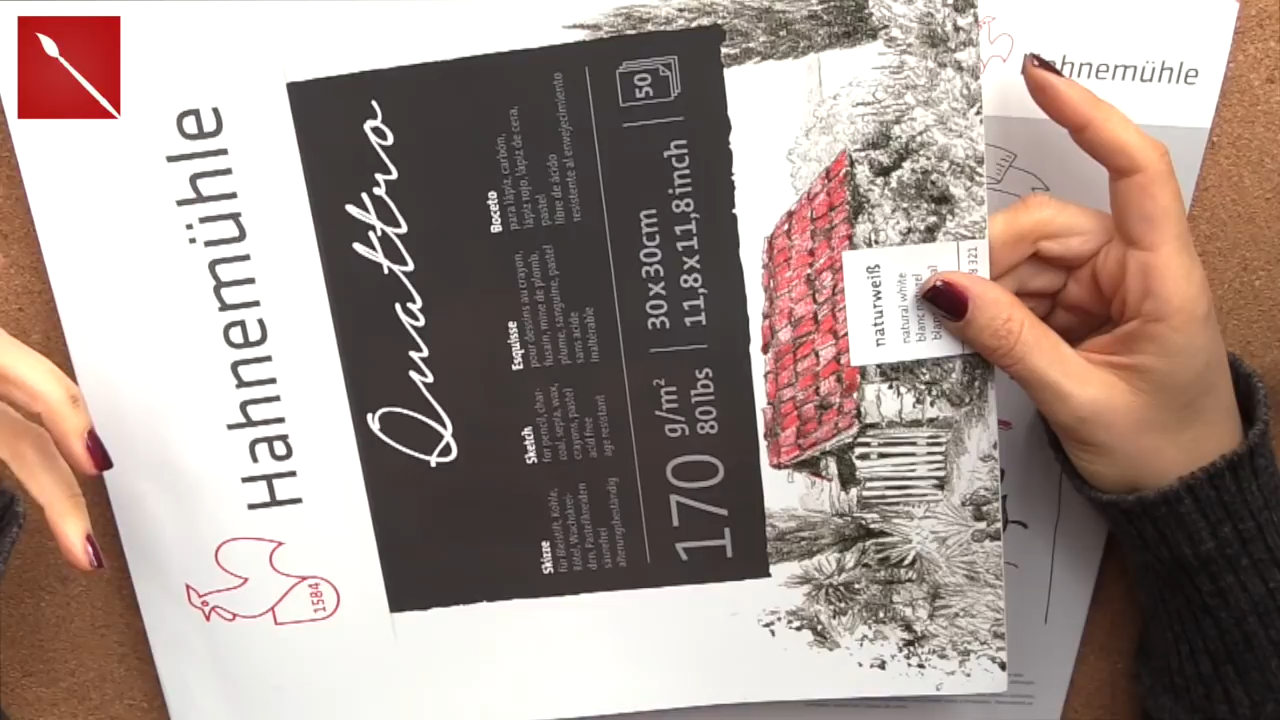 Hahnemühle
1584
Quattro
Skizze
für Bleistift, Kohle,
Rötel, Wachskrei-
den, Pastellkreiden
säurefrei
alterungsbeständig
Sketch
for pencil, char-
coal, sepia, wax,
crayons, pastel
acid free
age resistant
Esquisse
pour dessins au crayon,
fusain, mine de plomb,
plume, sanguine, pastel
sans acide
inaltérable
Boceto
para lápiz, carbón,
lápiz rojo, lápiz de cera,
pastel
libre de ácido
resistente al envejecimiento
170 g/m²
80 lbs
30 x 30 cm
11,8 x 11,8 inch
50
naturweiß
natural white
321
hnemühle